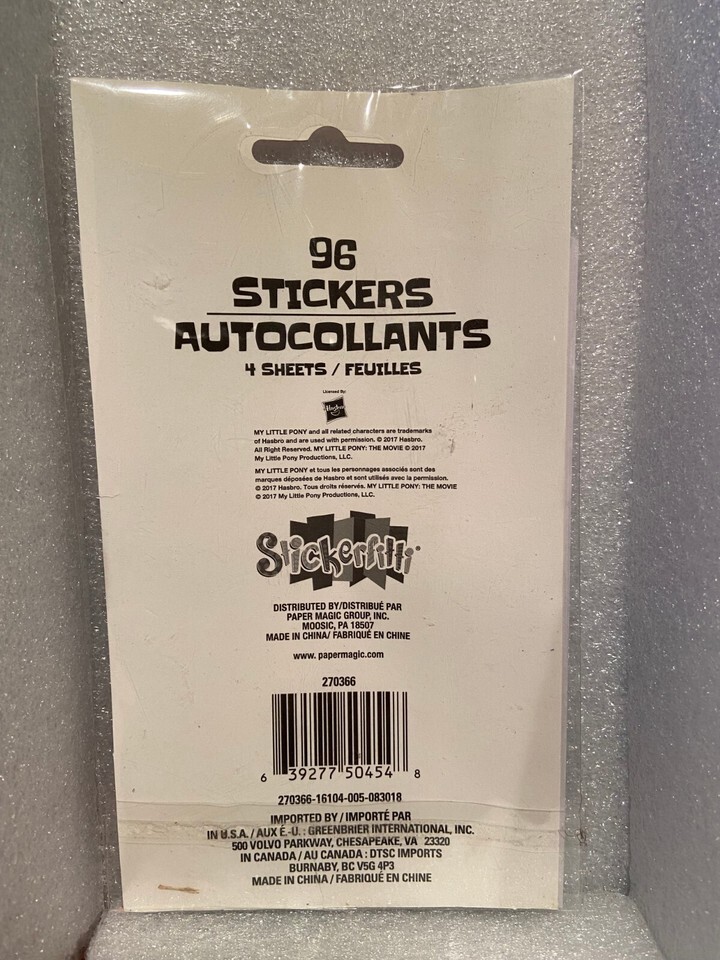 96
STICKERS
AUTOCOLLANTS
4 SHEETS / FEUILLES
Licensed By:
Hasbro
MY LITTLE PONY and all related characters are trademarks
of Hasbro and are used with permission. © 2017 Hasbro.
All Right Reserved. MY LITTLE PONY: THE MOVIE © 2017
My Little Pony Productions, LLC.
MY LITTLE PONY et tous les personnages associés sont des
marques déposées de Hasbro et sont utilisés avec la permission.
© 2017 Hasbro. Tous droits réservés. MY LITTLE PONY: THE MOVIE
© 2017 My Little Pony Productions, LLC.
Stickerfitti
DISTRIBUTED BY/DISTRIBUÉ PAR
PAPER MAGIC GROUP, INC.
MOOSIC, PA 18507
MADE IN CHINA/ FABRIQUÉ EN CHINE
www. papermagic.com
270366
6 39277 50454 8
270366-16104-005-083018
IMPORTED BY / IMPORTÉ PAR
IN U.S.A. / AUX É.-U. : GREENBRIER INTERNATIONAL, INC.
500 VOLVO PARKWAY, CHESAPEAKE, VA 23320
IN CANADA / AU CANADA : DTSC IMPORTS
BURNABY, BC V5G 4P3
MADE IN CHINA / FABRIQUÉ EN CHINE